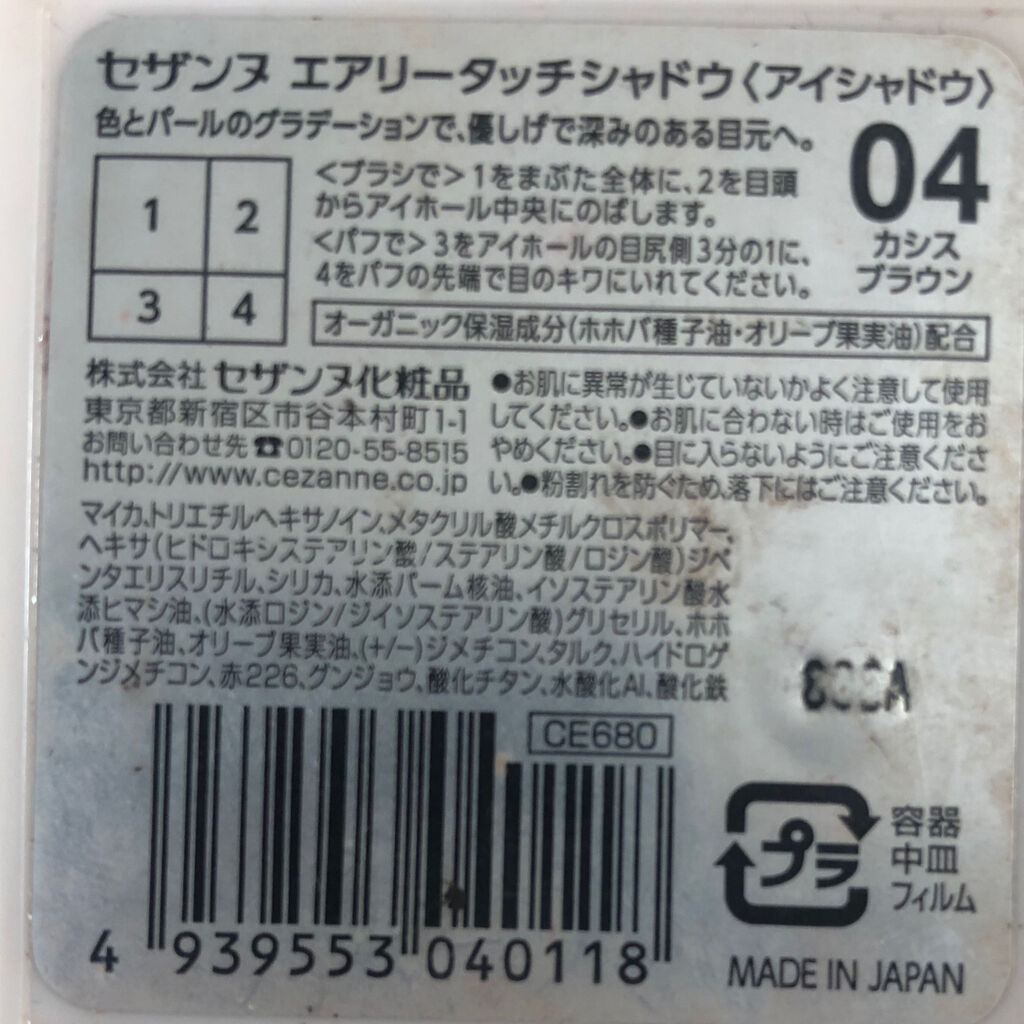 セザンヌ エアリータッチシャドウ〈アイシャドウ〉
色とパールのグラデーションで、優しげで深みのある目元へ。
04
カシス
ブラウン
1
2
3
4
<ブラシで>1をまぶた全体に、2を目頭
からアイホール中央にのばします。
<パフで>3をアイホールの目尻側3分の1に、
4をパフの先端で目のキワにいれてください。
オーガニック保湿成分(ホホバ種子油・オリーブ果実油)配合
株式会社 セザンヌ化粧品
東京都新宿区市谷本村町1-1
お問い合わせ先☎0120-55-8515
http://www.cezanne.co.jp
●お肌に異常が生じていないかよく注意して使用
してください。●お肌に合わない時はご使用をお
やめください。●目に入らないようにご注意くださ
い。●粉割れを防ぐため、落下にはご注意ください。
マイカ、トリエチルヘキサノイン、メタクリル酸メチルクロスポリマー、
ヘキサ(ヒドロキシステアリン酸/ステアリン酸/ロジン酸)ジペ
ンタエリスリチル、シリカ、水添パーム核油、イソステアリン酸水
添ヒマシ油、(水添ロジン/ジイソステアリン酸)グリセリル、ホホ
バ種子油、オリーブ果実油、(+/−)ジメチコン、タルク、ハイドロゲ
ンジメチコン、赤226、グンジョウ、酸化チタン、水酸化Al、酸化鉄
CE680
4 939553 040118
プラ
容器
中皿
フィルム
MADE IN JAPAN